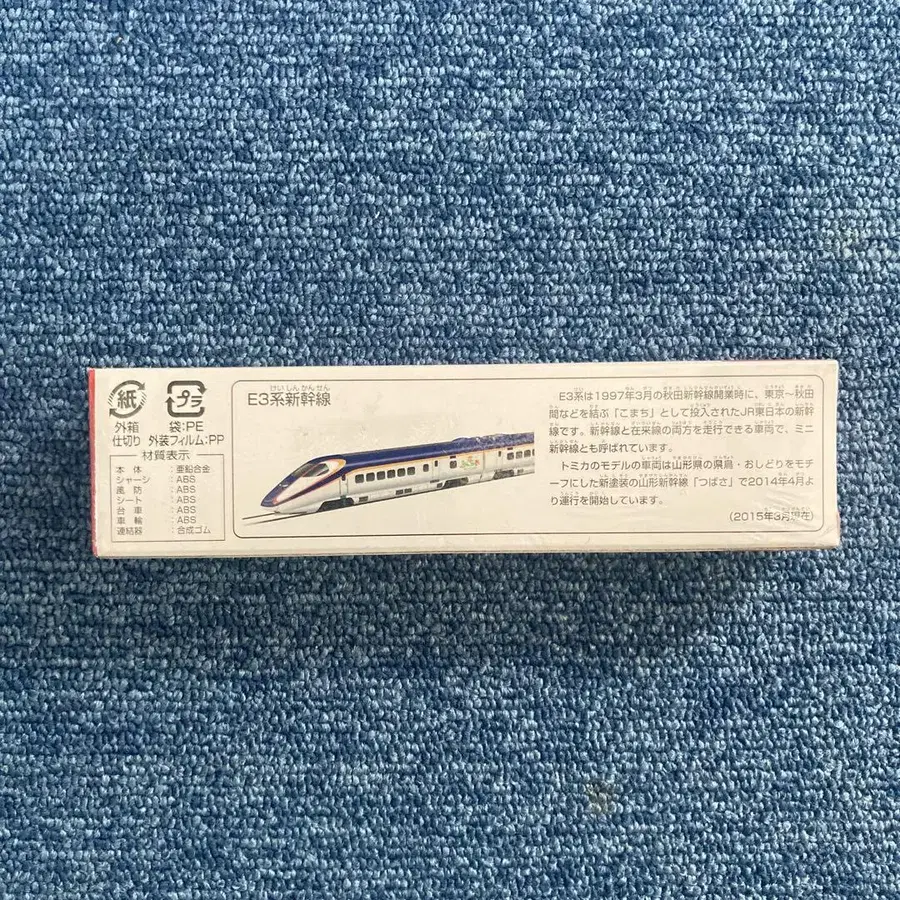 紙
外箱
仕切り
プラ
袋:PE
外装フィルム:PP
材質表示
本体:亜鉛合金
シャーシ:ABS
風防:ABS
シート:ABS
台車:ABS
車輪:ABS
連結器:合成ゴム
けいしんかんせん
E3系新幹線
E3系は1997年3月の秋田新幹線開業時に、東京~秋田
間などを結ぶ「こまち」として投入されたJR東日本の新幹
線です。新幹線と在来線の両方を走行できる車両で、ミニ
新幹線とも呼ばれています。
トミカのモデルの車両は山形県の県鳥・おしどりをモチ
ーフにした新塗装の山形新幹線「つばさ」で2014年4月よ
り運行を開始しています。
(2015年3月現在)